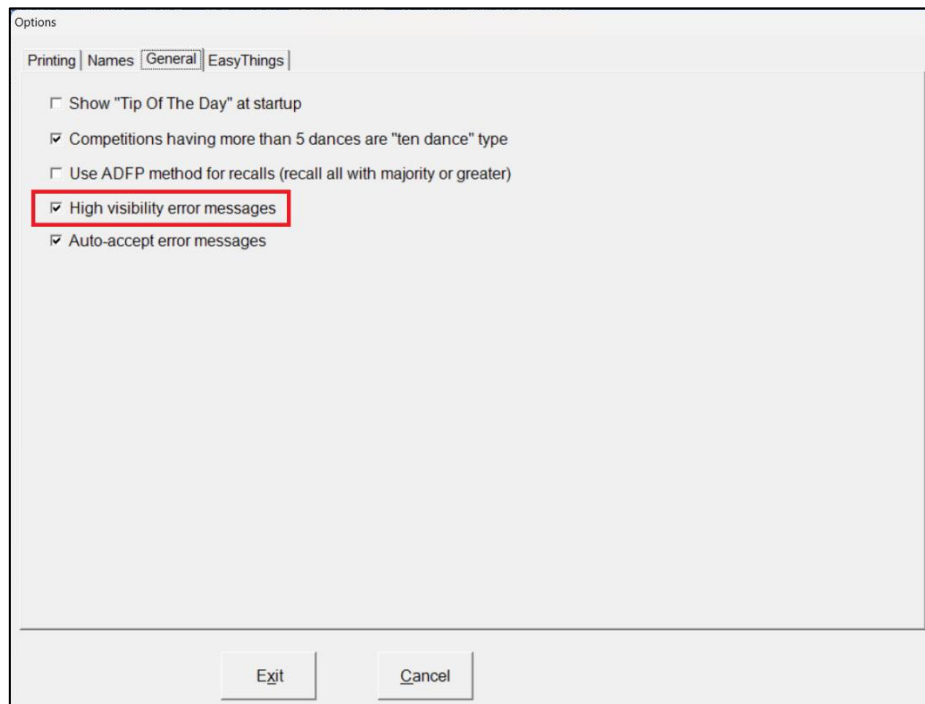 Options
Printing Names General EasyThings
Show "Tip Of The Day" at startup
Competitions having more than 5 dances are "ten dance" type
Use ADFP method for recalls (recall all with majority or greater)
High visibility error messages
Auto-accept error messages
Exit Cancel